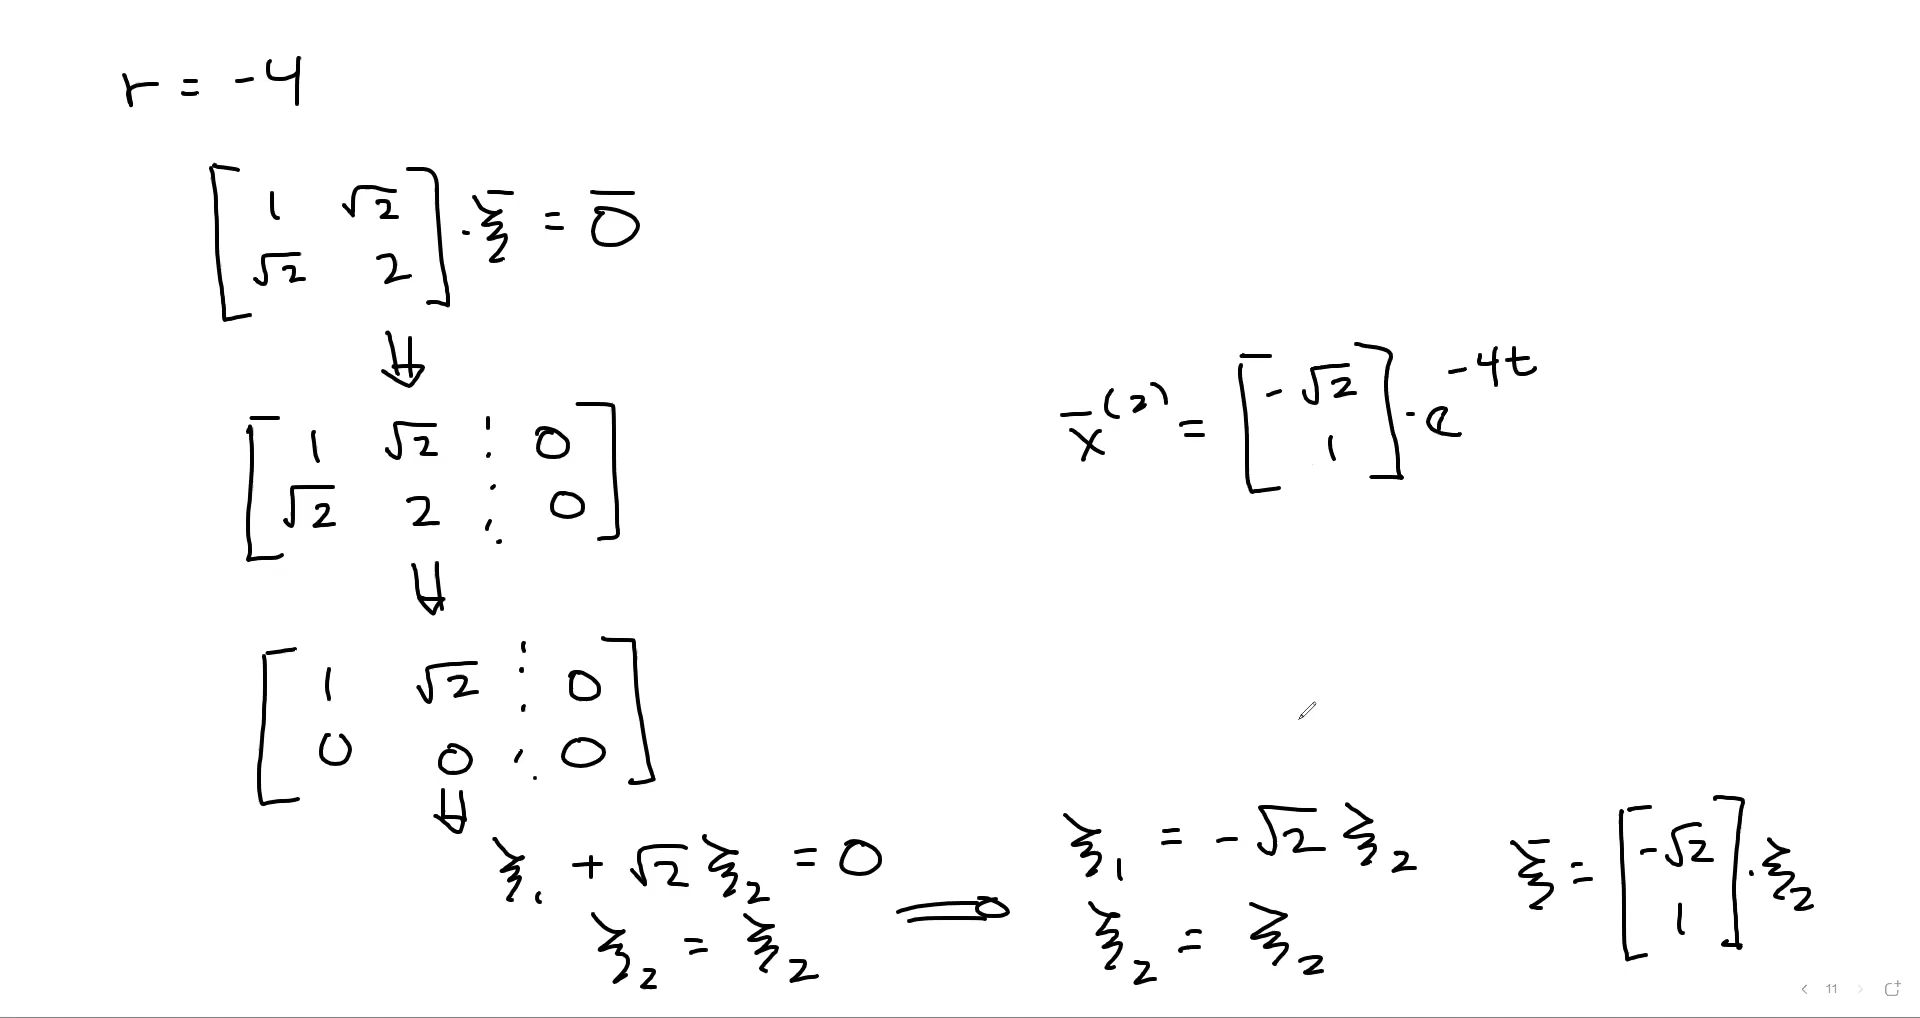 r = -4
[ 1 √2 ] · ξ̄ = 0̄
[ √2 2 ]
⇓
[ 1 √2 ⋮ 0 ]
[ √2 2 ⋮ 0 ]
⇓
[ 1 √2 ⋮ 0 ]
[ 0 0 ⋮ 0 ]
⇓
ξ₁ + √2 ξ₂ = 0
ξ₂ = ξ₂
⇒
ξ₁ = -√2 ξ₂
ξ₂ = ξ₂
ξ̄ = [ -√2 ] · ξ₂
[ 1 ]
x̄⁽²⁾ = [ -√2 ] · e^{-4t}
[ 1 ]
< 11 >